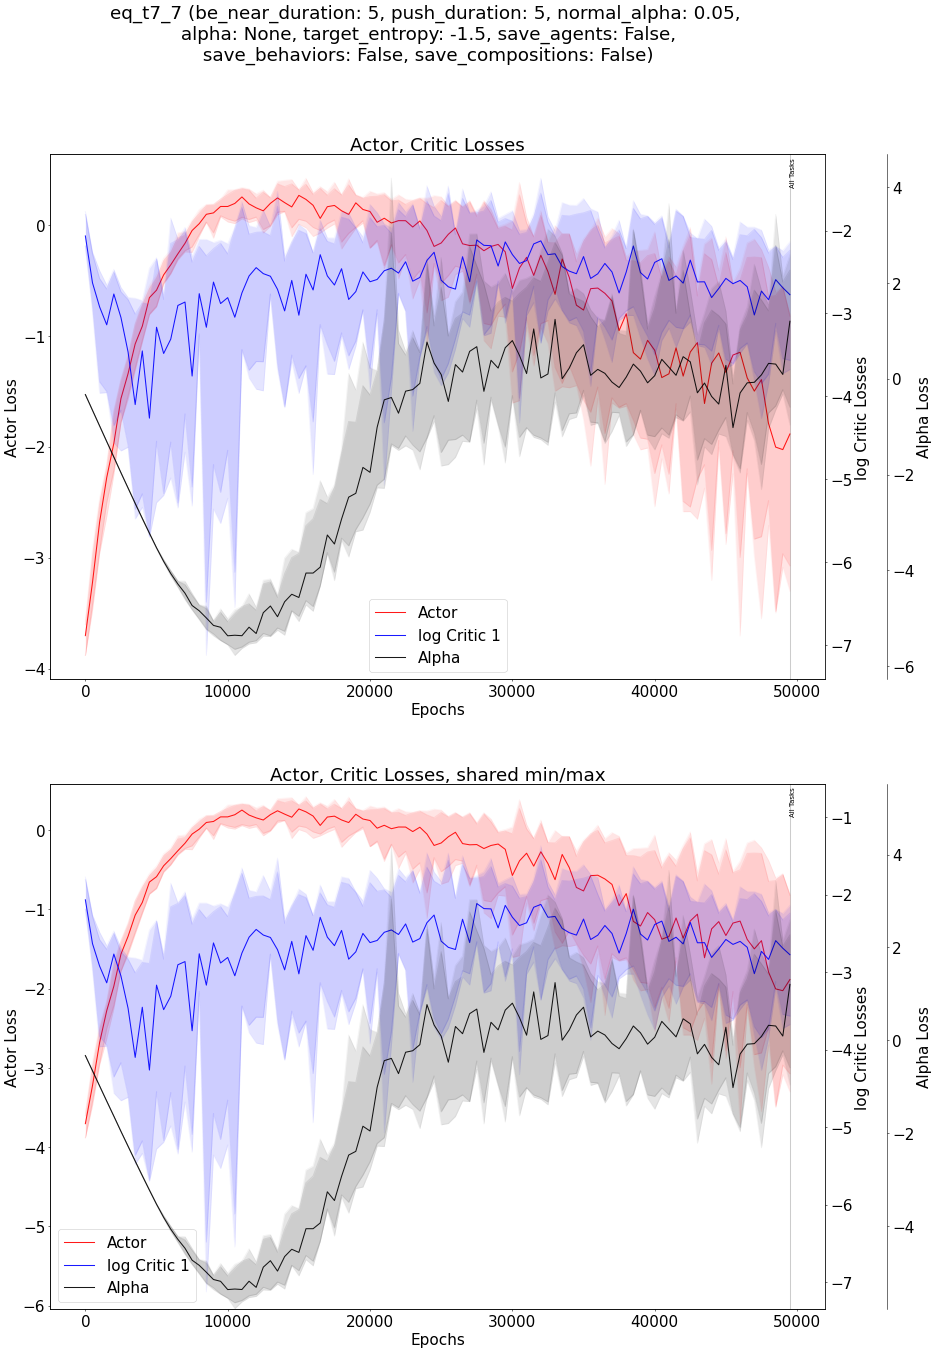 eq_t7_7 (be_near_duration: 5, push_duration: 5, normal_alpha: 0.05,
alpha: None, target_entropy: -1.5, save_agents: False,
save_behaviors: False, save_compositions: False)
Actor, Critic Losses
All Tasks
0
−1
−2
−3
−4
Actor Loss
−2
−3
−4
−5
−6
−7
log Critic Losses
4
2
0
−2
−4
−6
Alpha Loss
Actor
log Critic 1
Alpha
0 10000 20000 30000 40000 50000
Epochs
Actor, Critic Losses, shared min/max
All Tasks
0
−1
−2
−3
−4
−5
−6
Actor Loss
−1
−2
−3
−4
−5
−6
−7
log Critic Losses
4
2
0
−2
−4
Alpha Loss
Actor
log Critic 1
Alpha
0 10000 20000 30000 40000 50000
Epochs